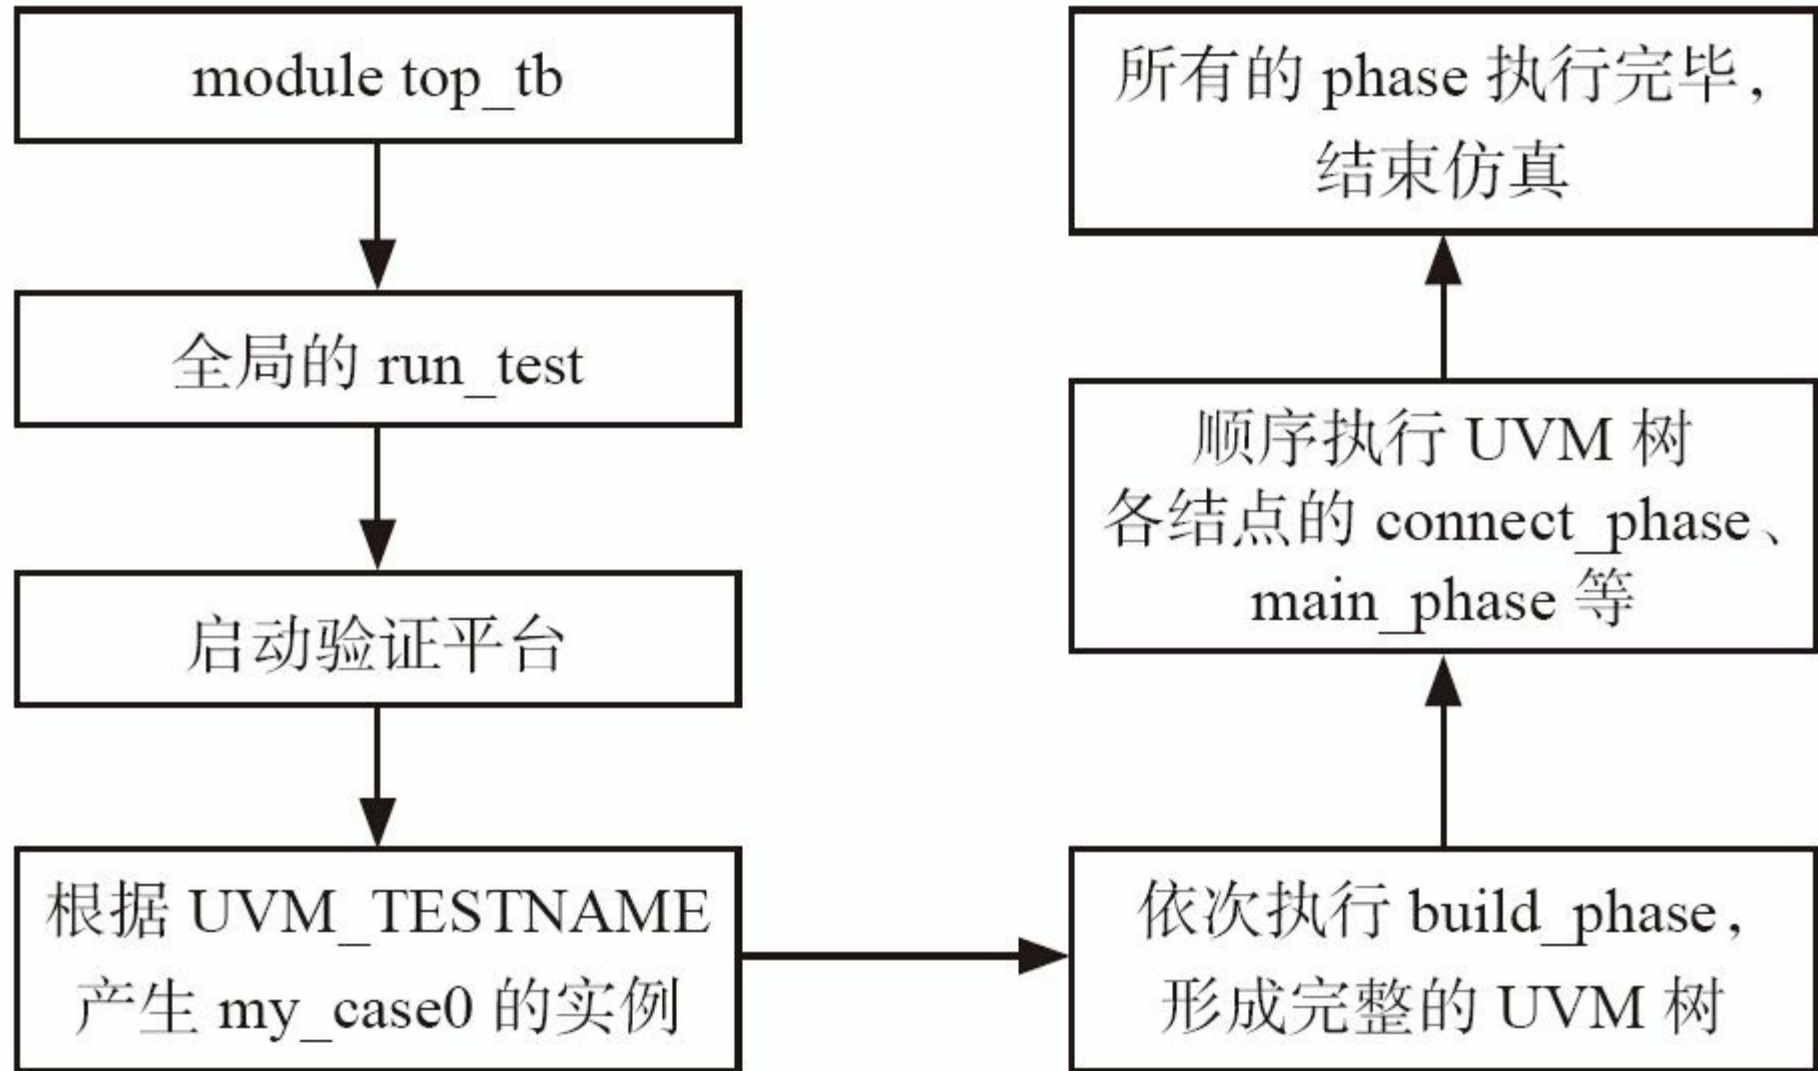 module top_tb
全局的 run_test
启动验证平台
根据 UVM_TESTNAME
产生 my_case0 的实例
依次执行 build_phase，
形成完整的 UVM 树
顺序执行 UVM 树
各结点的 connect_phase、
main_phase 等
所有的 phase 执行完毕，
结束仿真